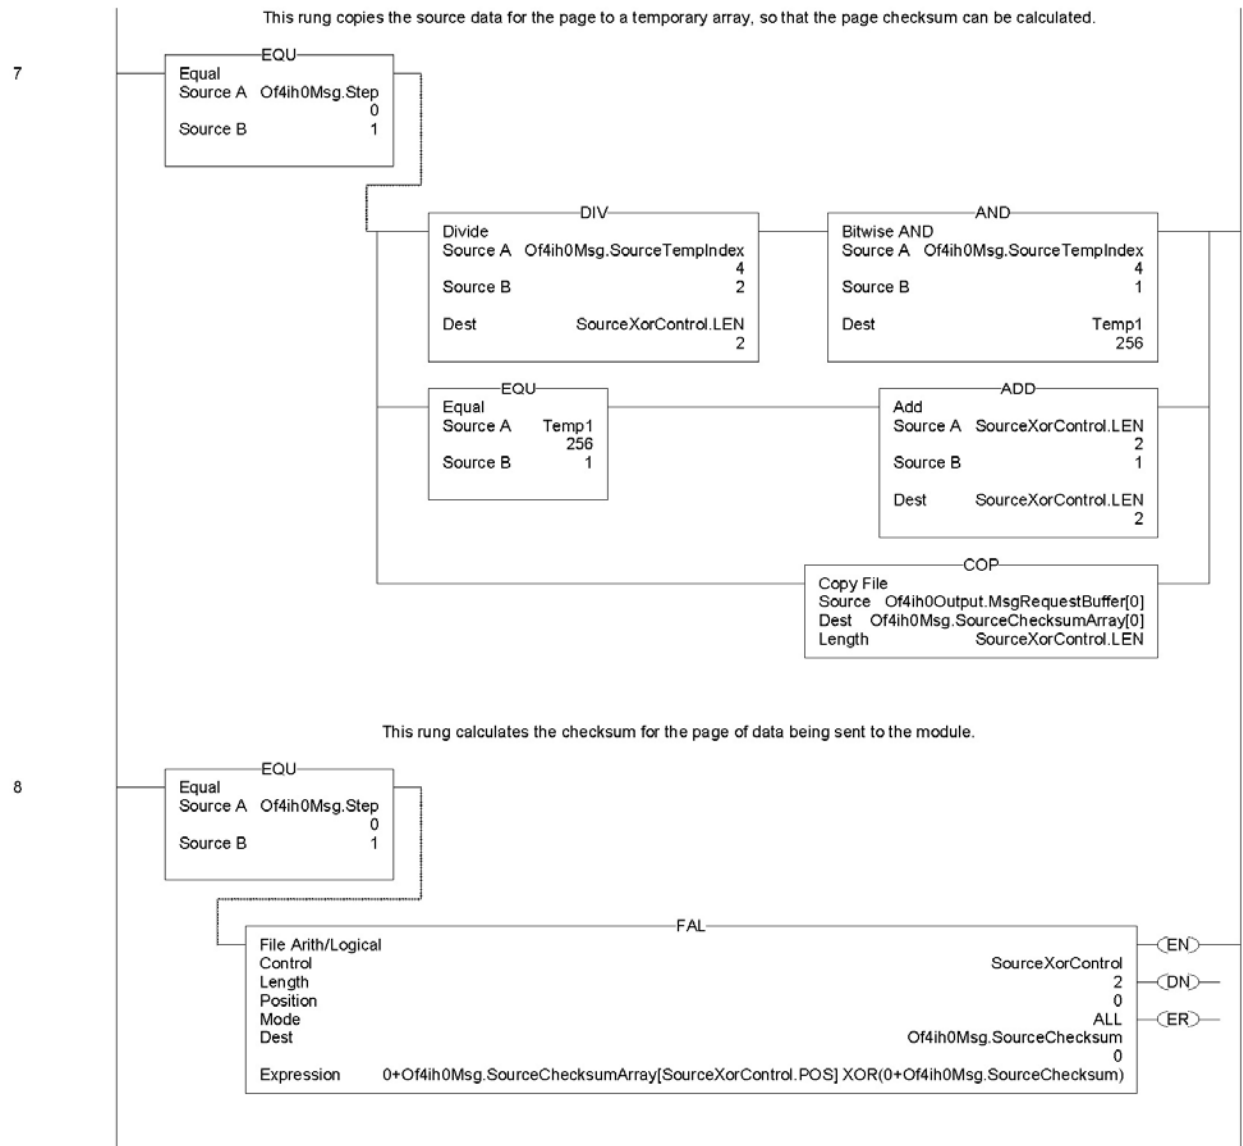 This rung copies the source data for the page to a temporary array, so that the page checksum can be calculated.
7
EQU
Equal
Source A Of4ih0Msg.Step
0
Source B 1
DIV
Divide
Source A Of4ih0Msg.SourceTempIndex
4
Source B 2
Dest SourceXorControl.LEN
2
AND
Bitwise AND
Source A Of4ih0Msg.SourceTempIndex
4
Source B 1
Dest Temp1
256
EQU
Equal
Source A Temp1
256
Source B 1
ADD
Add
Source A SourceXorControl.LEN
2
Source B 1
Dest SourceXorControl.LEN
2
COP
Copy File
Source Of4ih0Output.MsgRequestBuffer[0]
Dest Of4ih0Msg.SourceChecksumArray[0]
Length SourceXorControl.LEN
This rung calculates the checksum for the page of data being sent to the module.
8
EQU
Equal
Source A Of4ih0Msg.Step
0
Source B 1
FAL
File Arith/Logical
Control SourceXorControl
Length 2
Position 0
Mode ALL
Dest Of4ih0Msg.SourceChecksum
0
Expression 0+Of4ih0Msg.SourceChecksumArray[SourceXorControl.POS] XOR(0+Of4ih0Msg.SourceChecksum)
EN
DN
ER